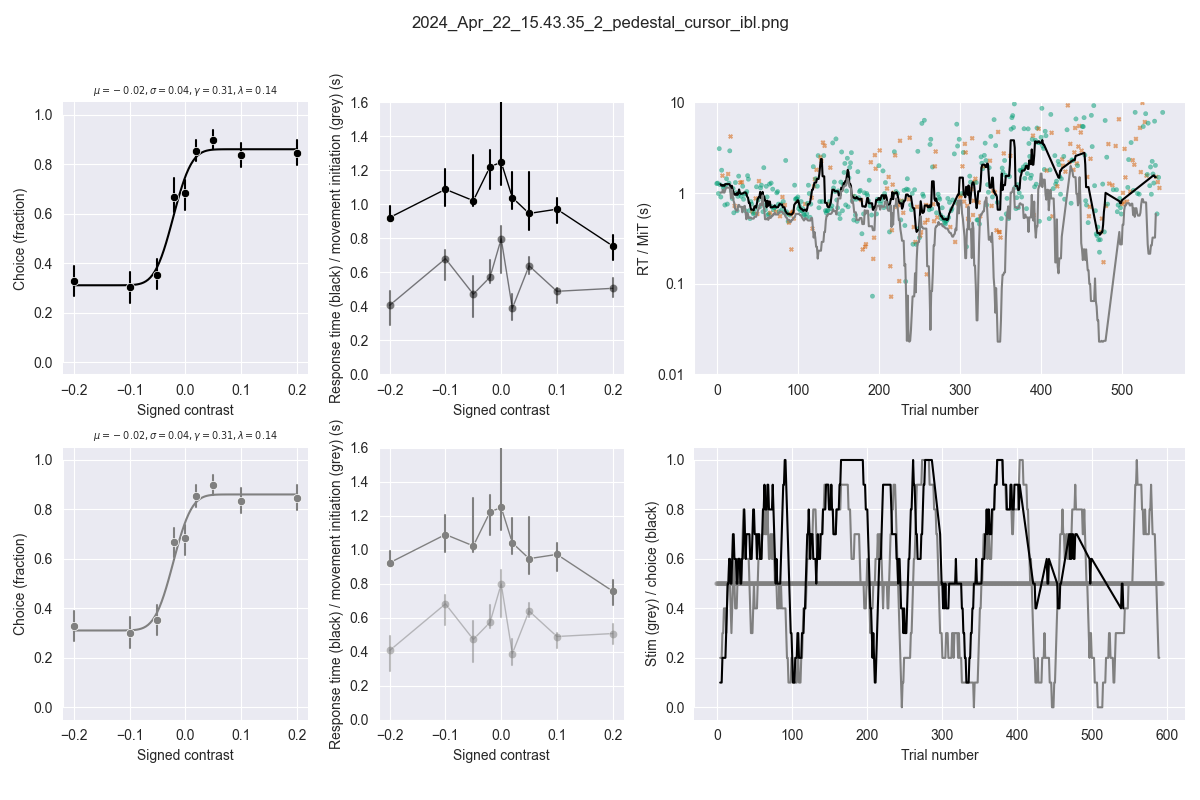 2024_Apr_22_15.43.35_2_pedestal_cursor_ibl.png
μ = − 0.02, σ = 0.04, γ = 0.31, λ = 0.14
1.0
0.8
0.6
0.4
0.2
0.0
Choice (fraction)
−0.2 −0.1 0.0 0.1 0.2
Signed contrast
1.6
1.4
1.2
1.0
0.8
0.6
0.4
0.2
0.0
Response time (black) / movement initiation (grey) (s)
−0.2 −0.1 0.0 0.1 0.2
Signed contrast
10
1
0.1
0.01
RT / MiT (s)
0 100 200 300 400 500
Trial number
μ = − 0.02, σ = 0.04, γ = 0.31, λ = 0.14
1.0
0.8
0.6
0.4
0.2
0.0
Choice (fraction)
−0.2 −0.1 0.0 0.1 0.2
Signed contrast
1.6
1.4
1.2
1.0
0.8
0.6
0.4
0.2
0.0
Response time (black) / movement initiation (grey) (s)
−0.2 −0.1 0.0 0.1 0.2
Signed contrast
1.0
0.8
0.6
0.4
0.2
0.0
Stim (grey) / choice (black)
0 100 200 300 400 500 600
Trial number